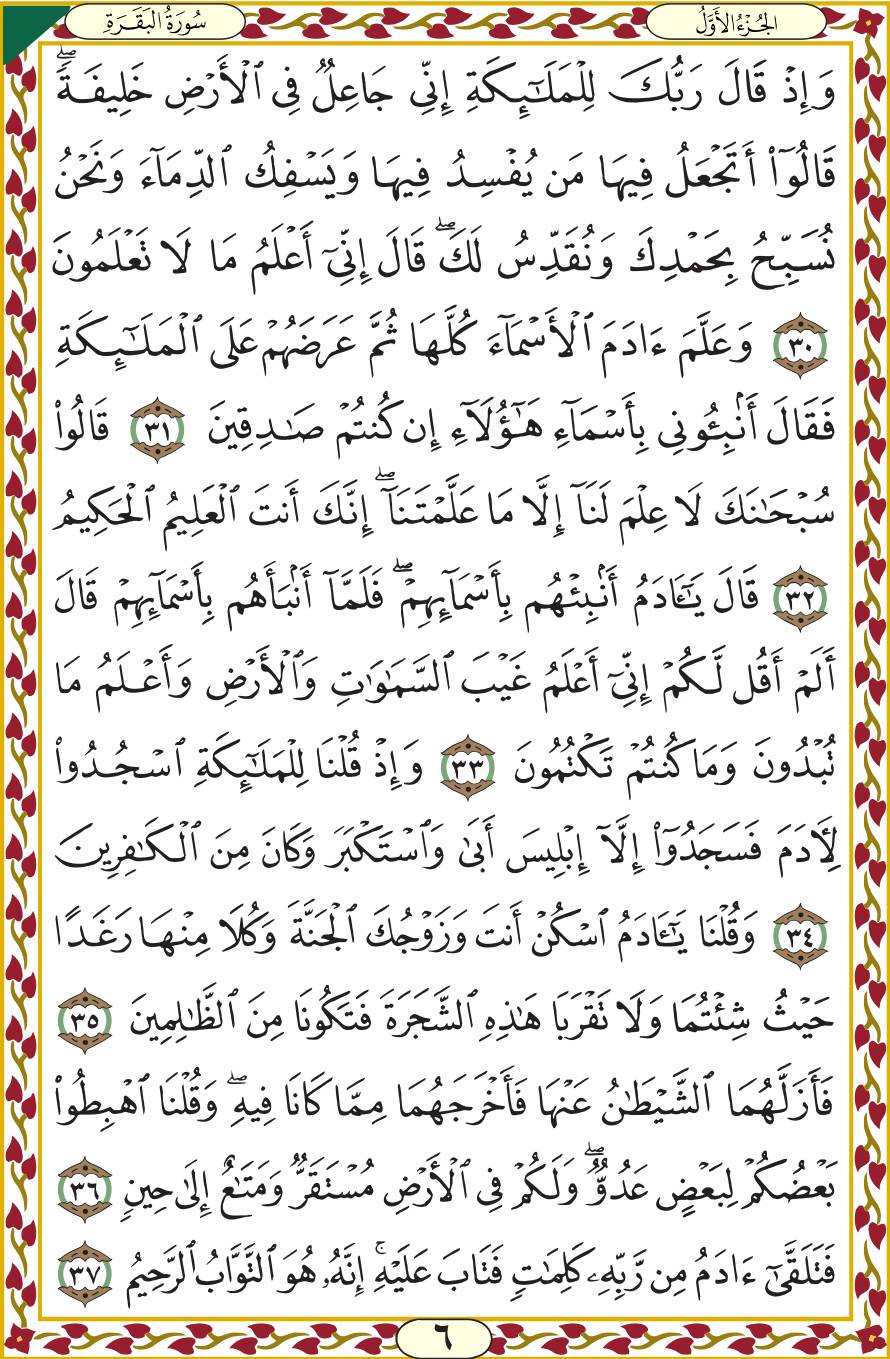 الجُزْءُ الأَوَّلُ
سُورَةُ البَقَرَةِ
وَإِذْ قَالَ رَبُّكَ لِلْمَلَـٰٓئِكَةِ إِنِّى جَاعِلٌ فِى ٱلْأَرْضِ خَلِيفَةً ۖ
قَالُوٓا۟ أَتَجْعَلُ فِيهَا مَن يُفْسِدُ فِيهَا وَيَسْفِكُ ٱلدِّمَآءَ وَنَحْنُ
نُسَبِّحُ بِحَمْدِكَ وَنُقَدِّسُ لَكَ ۖ قَالَ إِنِّىٓ أَعْلَمُ مَا لَا تَعْلَمُونَ
٣٠ وَعَلَّمَ ءَادَمَ ٱلْأَسْمَآءَ كُلَّهَا ثُمَّ عَرَضَهُمْ عَلَى ٱلْمَلَـٰٓئِكَةِ
فَقَالَ أَنۢبِـُٔونِى بِأَسْمَآءِ هَـٰٓؤُلَآءِ إِن كُنتُمْ صَـٰدِقِينَ ٣١ قَالُوا۟
سُبْحَـٰنَكَ لَا عِلْمَ لَنَآ إِلَّا مَا عَلَّمْتَنَآ ۖ إِنَّكَ أَنتَ ٱلْعَلِيمُ ٱلْحَكِيمُ
٣٢ قَالَ يَـٰٓـَٔادَمُ أَنۢبِئْهُم بِأَسْمَآئِهِمْ ۖ فَلَمَّآ أَنۢبَأَهُم بِأَسْمَآئِهِمْ قَالَ
أَلَمْ أَقُل لَّكُمْ إِنِّىٓ أَعْلَمُ غَيْبَ ٱلسَّمَـٰوَٰتِ وَٱلْأَرْضِ وَأَعْلَمُ مَا
تُبْدُونَ وَمَا كُنتُمْ تَكْتُمُونَ ٣٣ وَإِذْ قُلْنَا لِلْمَلَـٰٓئِكَةِ ٱسْجُدُوا۟
لِـَٔادَمَ فَسَجَدُوٓا۟ إِلَّآ إِبْلِيسَ أَبَىٰ وَٱسْتَكْبَرَ وَكَانَ مِنَ ٱلْكَـٰفِرِينَ
٣٤ وَقُلْنَا يَـٰٓـَٔادَمُ ٱسْكُنْ أَنتَ وَزَوْجُكَ ٱلْجَنَّةَ وَكُلَا مِنْهَا رَغَدًا
حَيْثُ شِئْتُمَا وَلَا تَقْرَبَا هَـٰذِهِ ٱلشَّجَرَةَ فَتَكُونَا مِنَ ٱلظَّـٰلِمِينَ ٣٥
فَأَزَلَّهُمَا ٱلشَّيْطَـٰنُ عَنْهَا فَأَخْرَجَهُمَا مِمَّا كَانَا فِيهِ ۖ وَقُلْنَا ٱهْبِطُوا۟
بَعْضُكُمْ لِبَعْضٍ عَدُوٌّ ۖ وَلَكُمْ فِى ٱلْأَرْضِ مُسْتَقَرٌّ وَمَتَـٰعٌ إِلَىٰ حِينٍ ٣٦
فَتَلَقَّىٰٓ ءَادَمُ مِن رَّبِّهِۦ كَلِمَـٰتٍ فَتَابَ عَلَيْهِ ۚ إِنَّهُۥ هُوَ ٱلتَّوَّابُ ٱلرَّحِيمُ ٣٧
٦